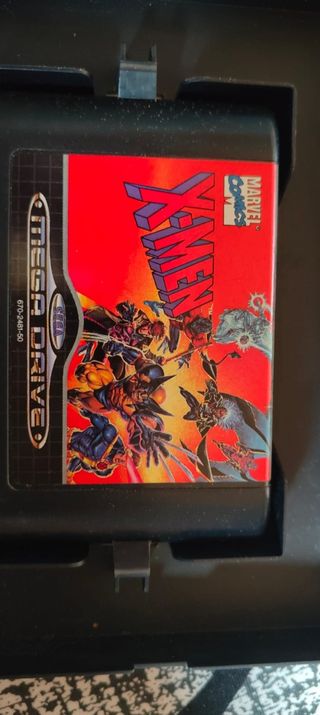 MARVEL
COMICS
X-MEN
SEGA
MEGA DRIVE
670-2481-50